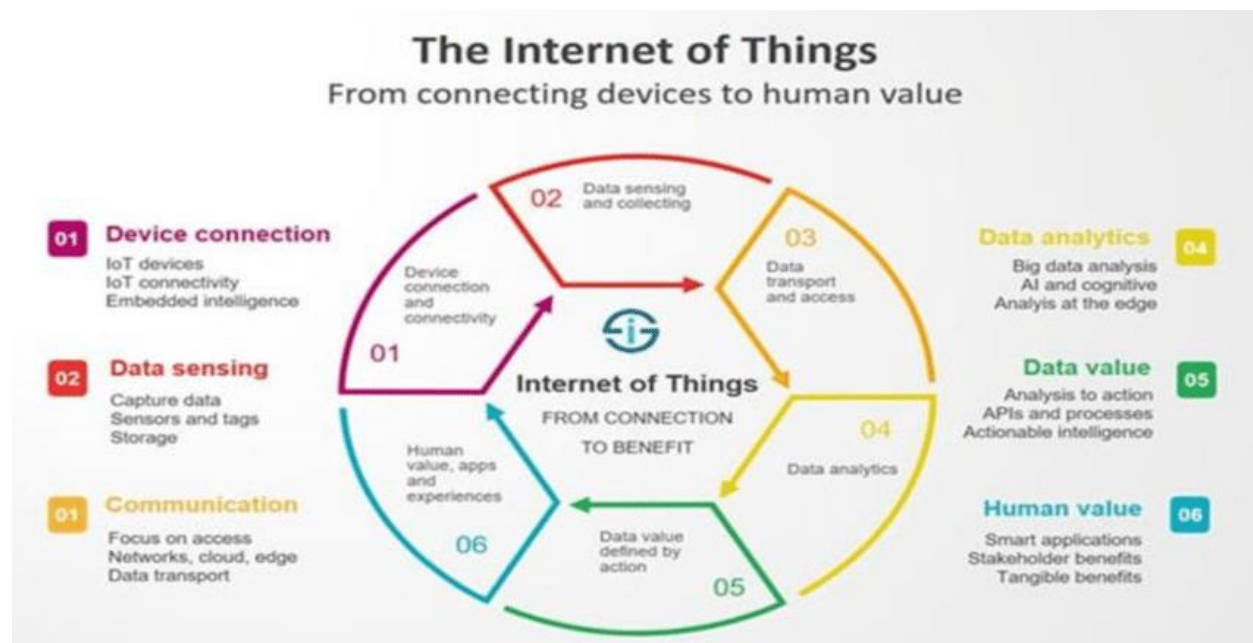 The Internet of Things
From connecting devices to human value
01
Device connection
IoT devices
IoT connectivity
Embedded intelligence
02
Data sensing
Capture data
Sensors and tags
Storage
01
Communication
Focus on access
Networks, cloud, edge
Data transport
02
Data sensing
and collecting
03
Data
transport
and access
Device
connection
and
connectivity
01
Internet of Things
FROM CONNECTION
TO BENEFIT
04
Data analytics
Human
value, apps
and
experiences
06
Data value
defined by
action
05
Data analytics
04
Big data analysis
AI and cognitive
Analyis at the edge
Data value
05
Analysis to action
APIs and processes
Actionable intelligence
Human value
06
Smart applications
Stakeholder benefits
Tangible benefits